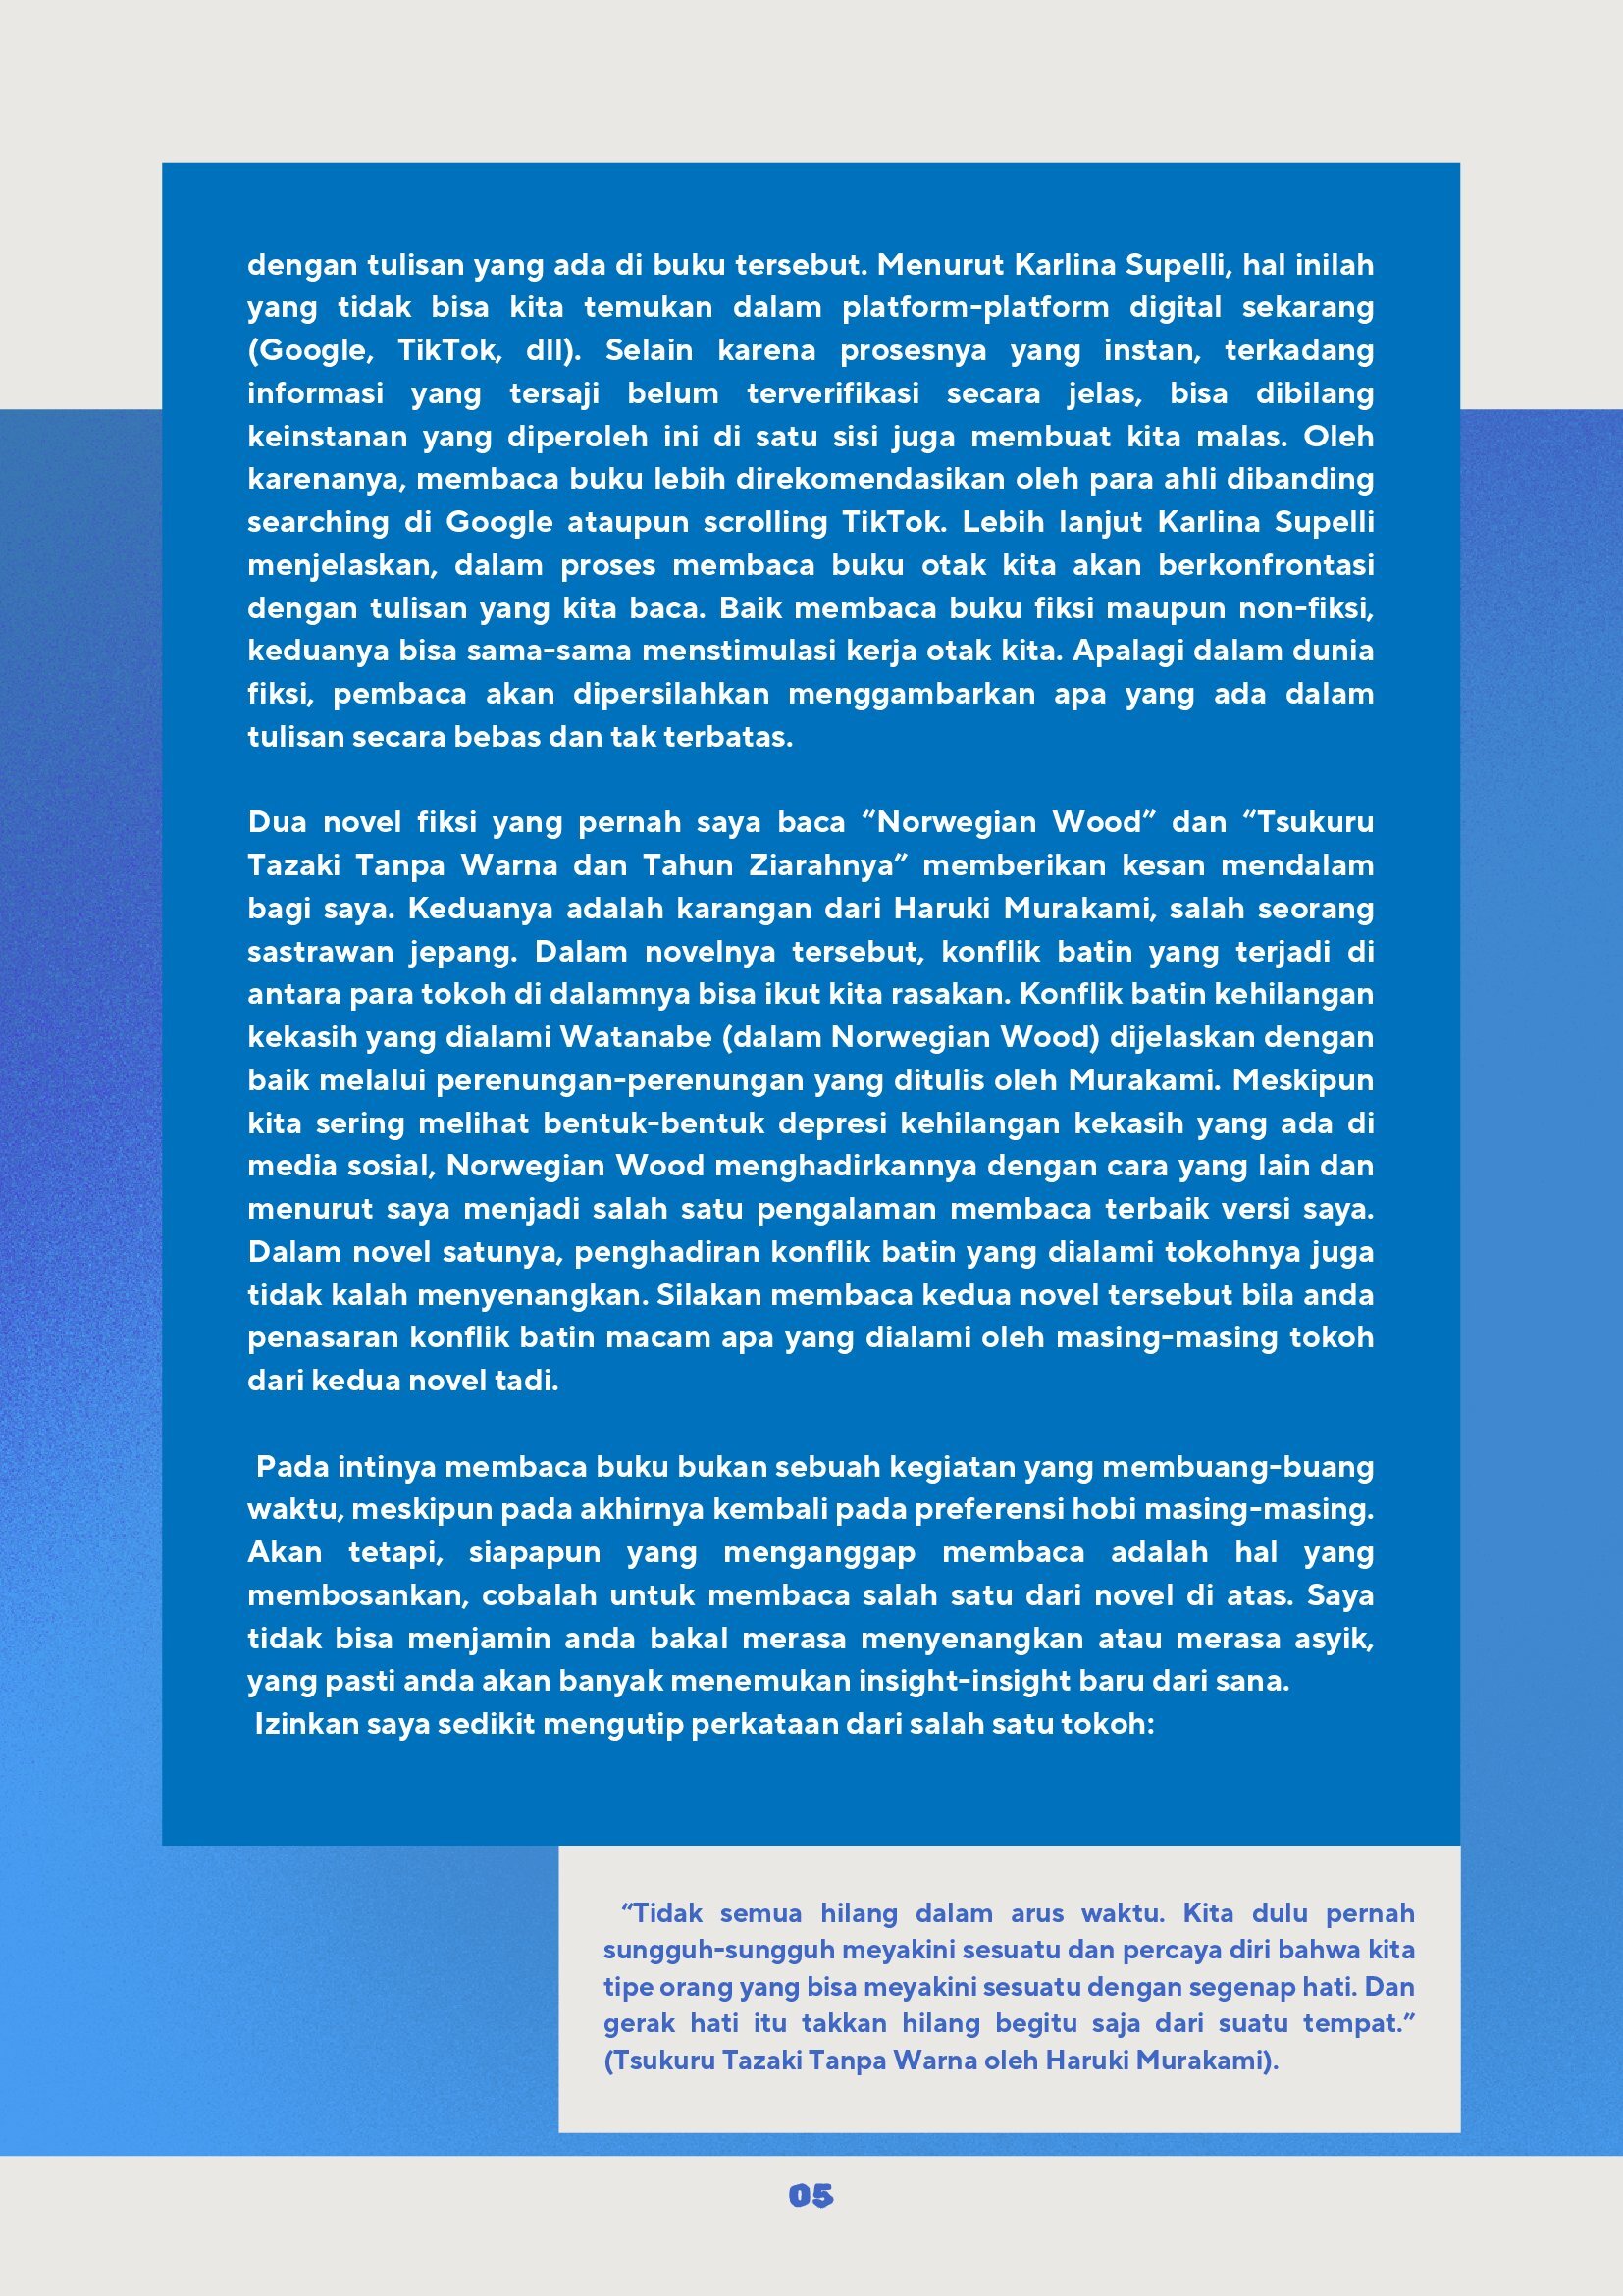 dengan tulisan yang ada di buku tersebut. Menurut Karlina Supelli, hal inilah
yang tidak bisa kita temukan dalam platform-platform digital sekarang
(Google, TikTok, dll). Selain karena prosesnya yang instan, terkadang
informasi yang tersaji belum terverifikasi secara jelas, bisa dibilang
keinstanan yang diperoleh ini di satu sisi juga membuat kita malas. Oleh
karenanya, membaca buku lebih direkomendasikan oleh para ahli dibanding
searching di Google ataupun scrolling TikTok. Lebih lanjut Karlina Supelli
menjelaskan, dalam proses membaca buku otak kita akan berkonfrontasi
dengan tulisan yang kita baca. Baik membaca buku fiksi maupun non-fiksi,
keduanya bisa sama-sama menstimulasi kerja otak kita. Apalagi dalam dunia
fiksi, pembaca akan dipersilahkan menggambarkan apa yang ada dalam
tulisan secara bebas dan tak terbatas.
Dua novel fiksi yang pernah saya baca “Norwegian Wood” dan “Tsukuru
Tazaki Tanpa Warna dan Tahun Ziarahnya” memberikan kesan mendalam
bagi saya. Keduanya adalah karangan dari Haruki Murakami, salah seorang
sastrawan jepang. Dalam novelnya tersebut, konflik batin yang terjadi di
antara para tokoh di dalamnya bisa ikut kita rasakan. Konflik batin kehilangan
kekasih yang dialami Watanabe (dalam Norwegian Wood) dijelaskan dengan
baik melalui perenungan-perenungan yang ditulis oleh Murakami. Meskipun
kita sering melihat bentuk-bentuk depresi kehilangan kekasih yang ada di
media sosial, Norwegian Wood menghadirkannya dengan cara yang lain dan
menurut saya menjadi salah satu pengalaman membaca terbaik versi saya.
Dalam novel satunya, penghadiran konflik batin yang dialami tokohnya juga
tidak kalah menyenangkan. Silakan membaca kedua novel tersebut bila anda
penasaran konflik batin macam apa yang dialami oleh masing-masing tokoh
dari kedua novel tadi.
Pada intinya membaca buku bukan sebuah kegiatan yang membuang-buang
waktu, meskipun pada akhirnya kembali pada preferensi hobi masing-masing.
Akan tetapi, siapapun yang menganggap membaca adalah hal yang
membosankan, cobalah untuk membaca salah satu dari novel di atas. Saya
tidak bisa menjamin anda bakal merasa menyenangkan atau merasa asyik,
yang pasti anda akan banyak menemukan insight-insight baru dari sana.
Izinkan saya sedikit mengutip perkataan dari salah satu tokoh:
“Tidak semua hilang dalam arus waktu. Kita dulu pernah
sungguh-sungguh meyakini sesuatu dan percaya diri bahwa kita
tipe orang yang bisa meyakini sesuatu dengan segenap hati. Dan
gerak hati itu takkan hilang begitu saja dari suatu tempat.”
(Tsukuru Tazaki Tanpa Warna oleh Haruki Murakami).
05